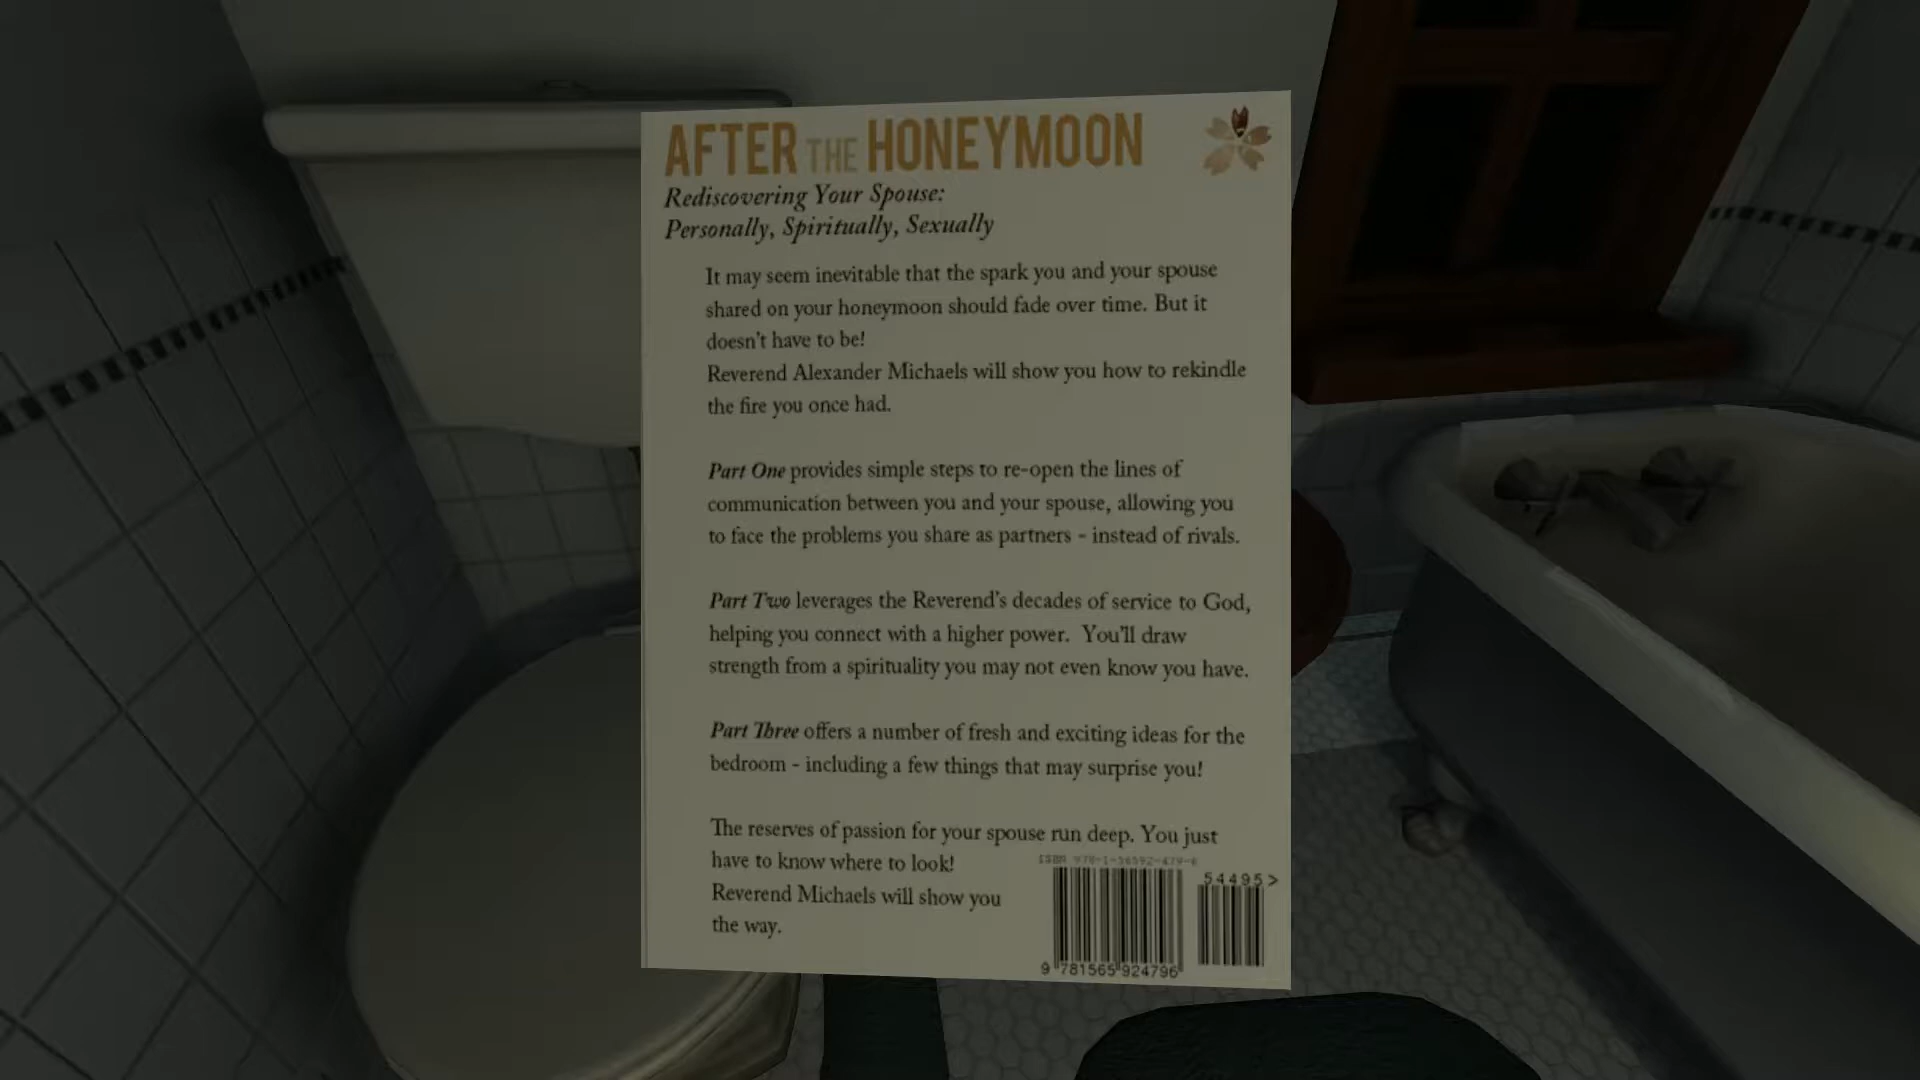 AFTER THE HONEYMOON
Rediscovering Your Spouse:
Personally, Spiritually, Sexually
It may seem inevitable that the spark you and your spouse
shared on your honeymoon should fade over time. But it
doesn't have to be!
Reverend Alexander Michaels will show you how to rekindle
the fire you once had.
Part One provides simple steps to re-open the lines of
communication between you and your spouse, allowing you
to face the problems you share as partners - instead of rivals.
Part Two leverages the Reverend's decades of service to God,
helping you connect with a higher power. You'll draw
strength from a spirituality you may not even know you have.
Part Three offers a number of fresh and exciting ideas for the
bedroom - including a few things that may surprise you!
The reserves of passion for your spouse run deep. You just
have to know where to look!
Reverend Michaels will show you
the way.
ISBN 978-1-56592-479-6
54495>
9 781565 924796